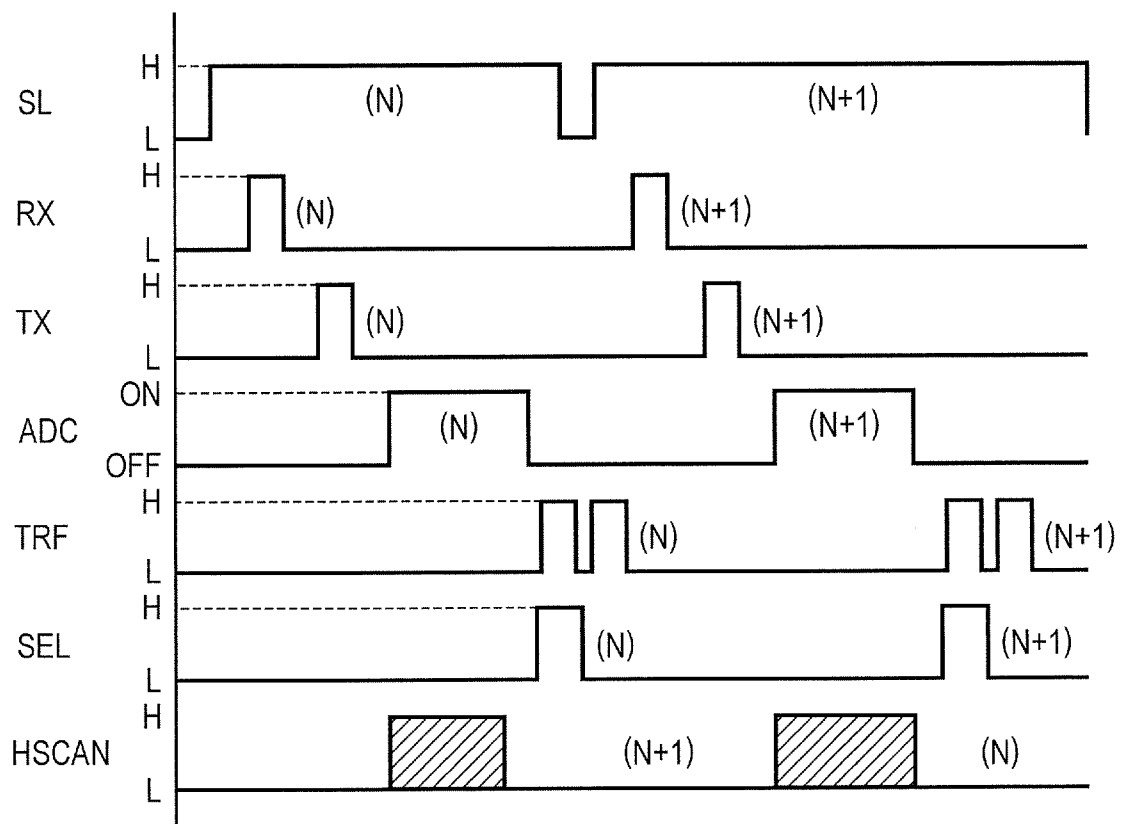 H
SL (N) (N+1)
L
H
RX (N) (N+1)
L
H
TX (N) (N+1)
L
ON
ADC (N) (N+1)
OFF
H
TRF (N) (N+1)
L
H
SEL (N) (N+1)
L
H
HSCAN (N+1) (N)
L